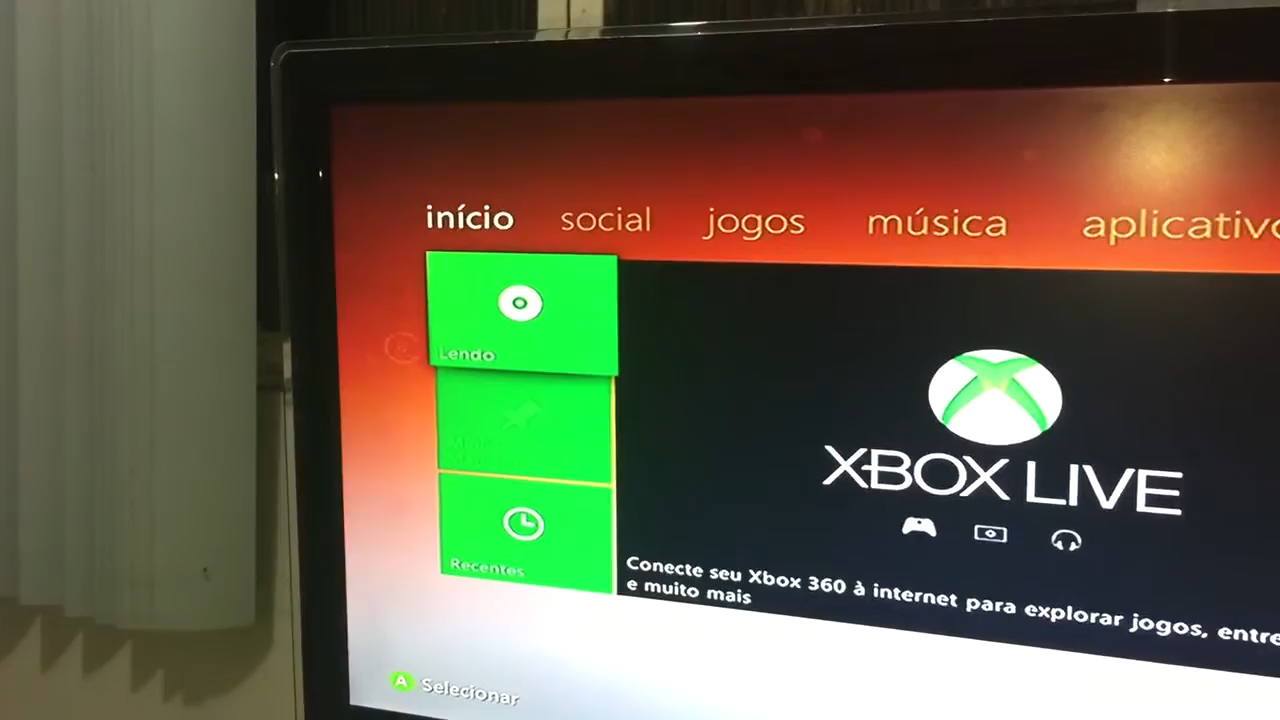 início social jogos música
Lendo
Recentes
XBOX LIVE
Conecte seu Xbox 360 à internet para explorar jogos, entre
e muito mais
A Selecionar